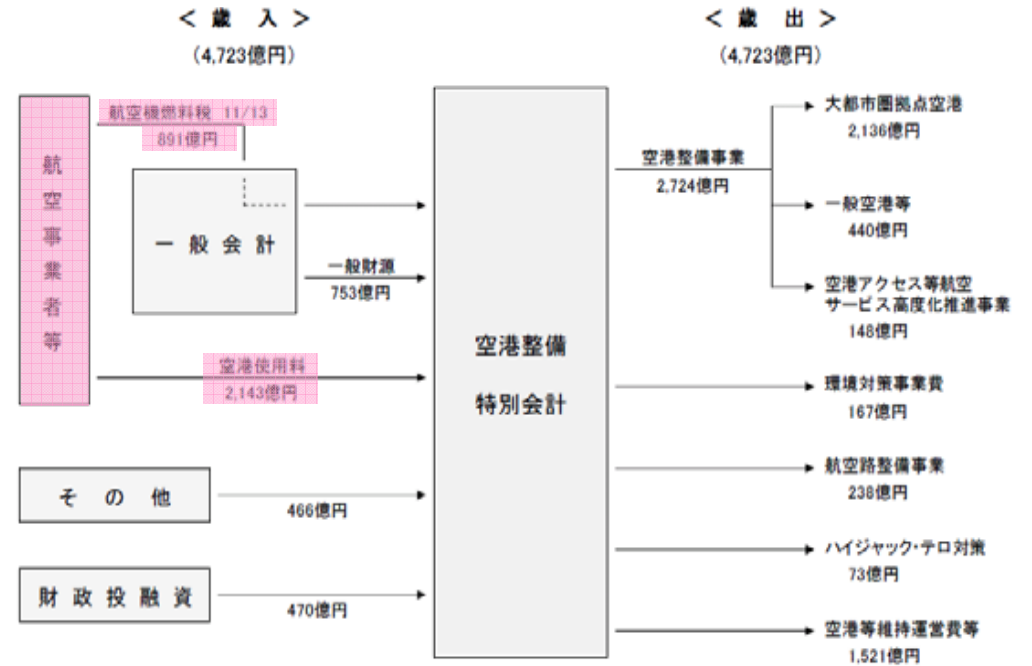 ＜ 歳 入 ＞
（4,723億円）
航空事業者等
航空機燃料税 11/13
891億円
一 般 会 計
一般財源
753億円
空港使用料
2,143億円
そ の 他
466億円
財 政 投 融 資
470億円
空港整備
特別会計
＜ 歳 出 ＞
（4,723億円）
空港整備事業
2,724億円
大都市圏拠点空港
2,136億円
一般空港等
440億円
空港アクセス等航空
サービス高度化推進事業
148億円
環境対策事業費
167億円
航空路整備事業
238億円
ハイジャック・テロ対策
73億円
空港等維持運営費等
1,521億円